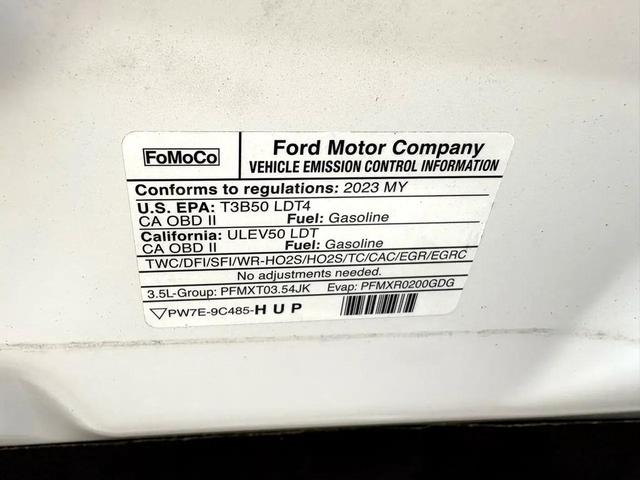 FoMoCo
Ford Motor Company
VEHICLE EMISSION CONTROL INFORMATION
Conforms to regulations: 2023 MY
U.S. EPA: T3B50 LDT4
CA OBD II Fuel: Gasoline
California: ULEV50 LDT
CA OBD II Fuel: Gasoline
TWC/DFI/SFI/WR-HO2S/HO2S/TC/CAC/EGR/EGRC
No adjustments needed.
3.5L-Group: PFMXT03.54JK Evap: PFMXR0200GDG
PW7E-9C485-HUP